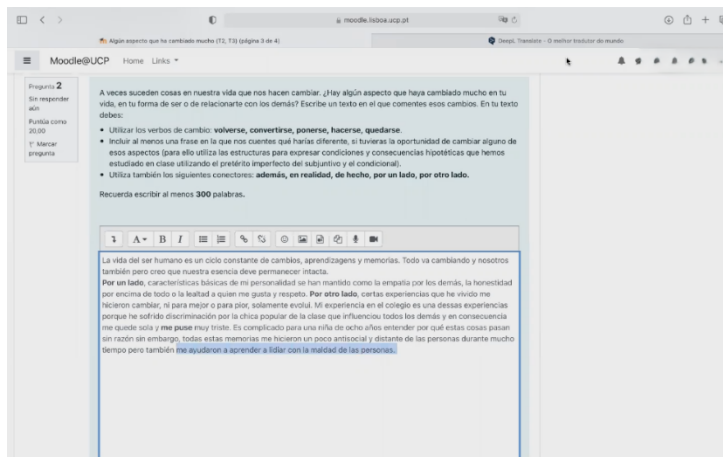 moodle.lisboa.ucp.pt
Algún aspecto que ha cambiado mucho (T2, T3) (página 3 de 4)
DeepL Translate – O melhor tradutor do mundo
Moodle@UCP Home Links
Pregunta 2
Sin responder
aún
Puntúa como
20,00
Marcar
pregunta
A veces suceden cosas en nuestra vida que nos hacen cambiar. ¿Hay algún aspecto que haya cambiado mucho en tu
vida, en tu forma de ser o de relacionarte con los demás? Escribe un texto en el que comentes esos cambios. En tu texto
debes:
• Utilizar los verbos de cambio: volverse, convertirse, ponerse, hacerse, quedarse.
• Incluir al menos una frase en la que nos cuentes qué harías diferente, si tuvieras la oportunidad de cambiar alguno de
esos aspectos (para ello utiliza las estructuras para expresar condiciones y consecuencias hipotéticas que hemos
estudiado en clase utilizando el pretérito imperfecto del subjuntivo y el condicional).
• Utiliza también los siguientes conectores: además, en realidad, de hecho, por un lado, por otro lado.
Recuerda escribir al menos 300 palabras.
A B I
La vida del ser humano es un ciclo constante de cambios, aprendizagens y memorias. Todo va cambiando y nosotros
también pero creo que nuestra esencia deve permanecer intacta.
Por un lado, características básicas de mi personalidad se han mantido como la empatia por los demás, la honestidad
por encima de todo o la lealtad a quien me gusta y respeto. Por otro lado, certas experiencias que he vivido me
hicieron cambiar, ni para mejor o para pior, solamente evoluí. Mi experiencia en el colegio es una dessas experiencias
porque he sofrido discriminación por la chica popular de la clase que influenciou todos los demás y en consecuencia
me quede sola y me puse muy triste. Es complicado para una niña de ocho años entender por qué estas cosas pasan
sin razón sin embargo, todas estas memorias me hicieron un poco antisocial y distante de las personas durante mucho
tiempo pero también me ayudaron a aprender a lidiar con la maldad de las personas.